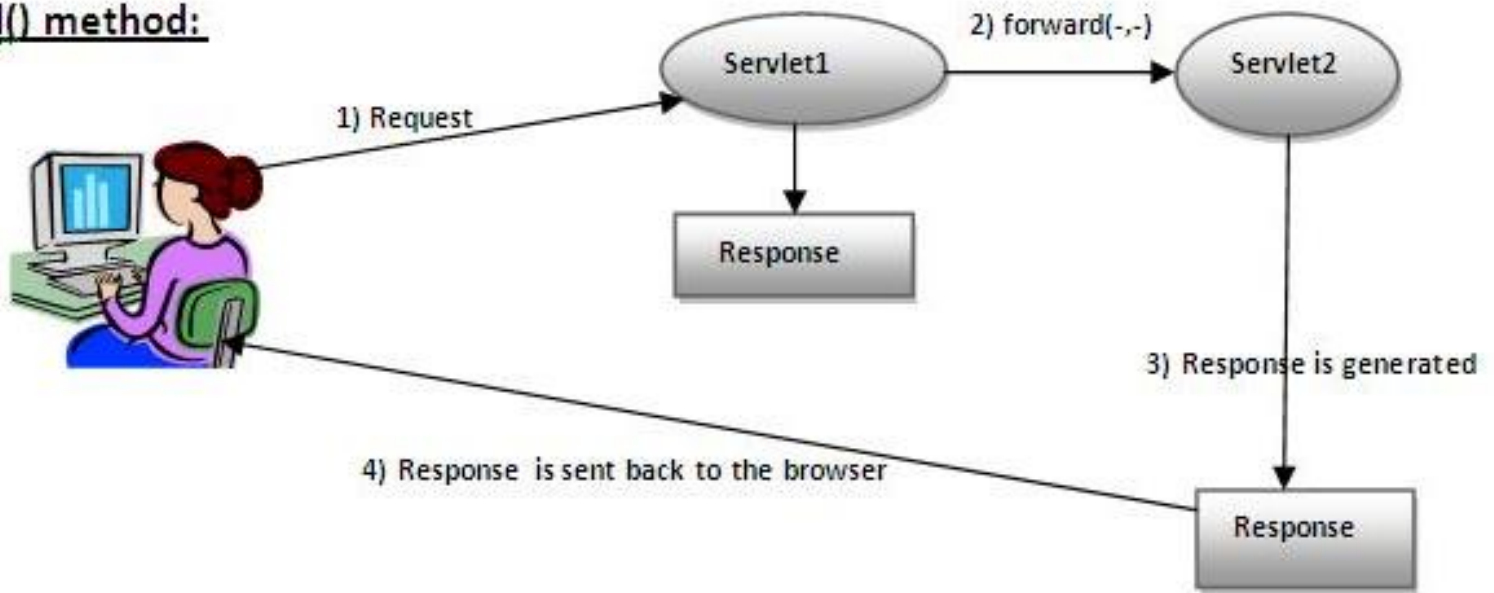 () method:
2) forward(-,-)
Servlet1
Servlet2
1) Request
Response
3) Response is generated
4) Response is sent back to the browser
Response